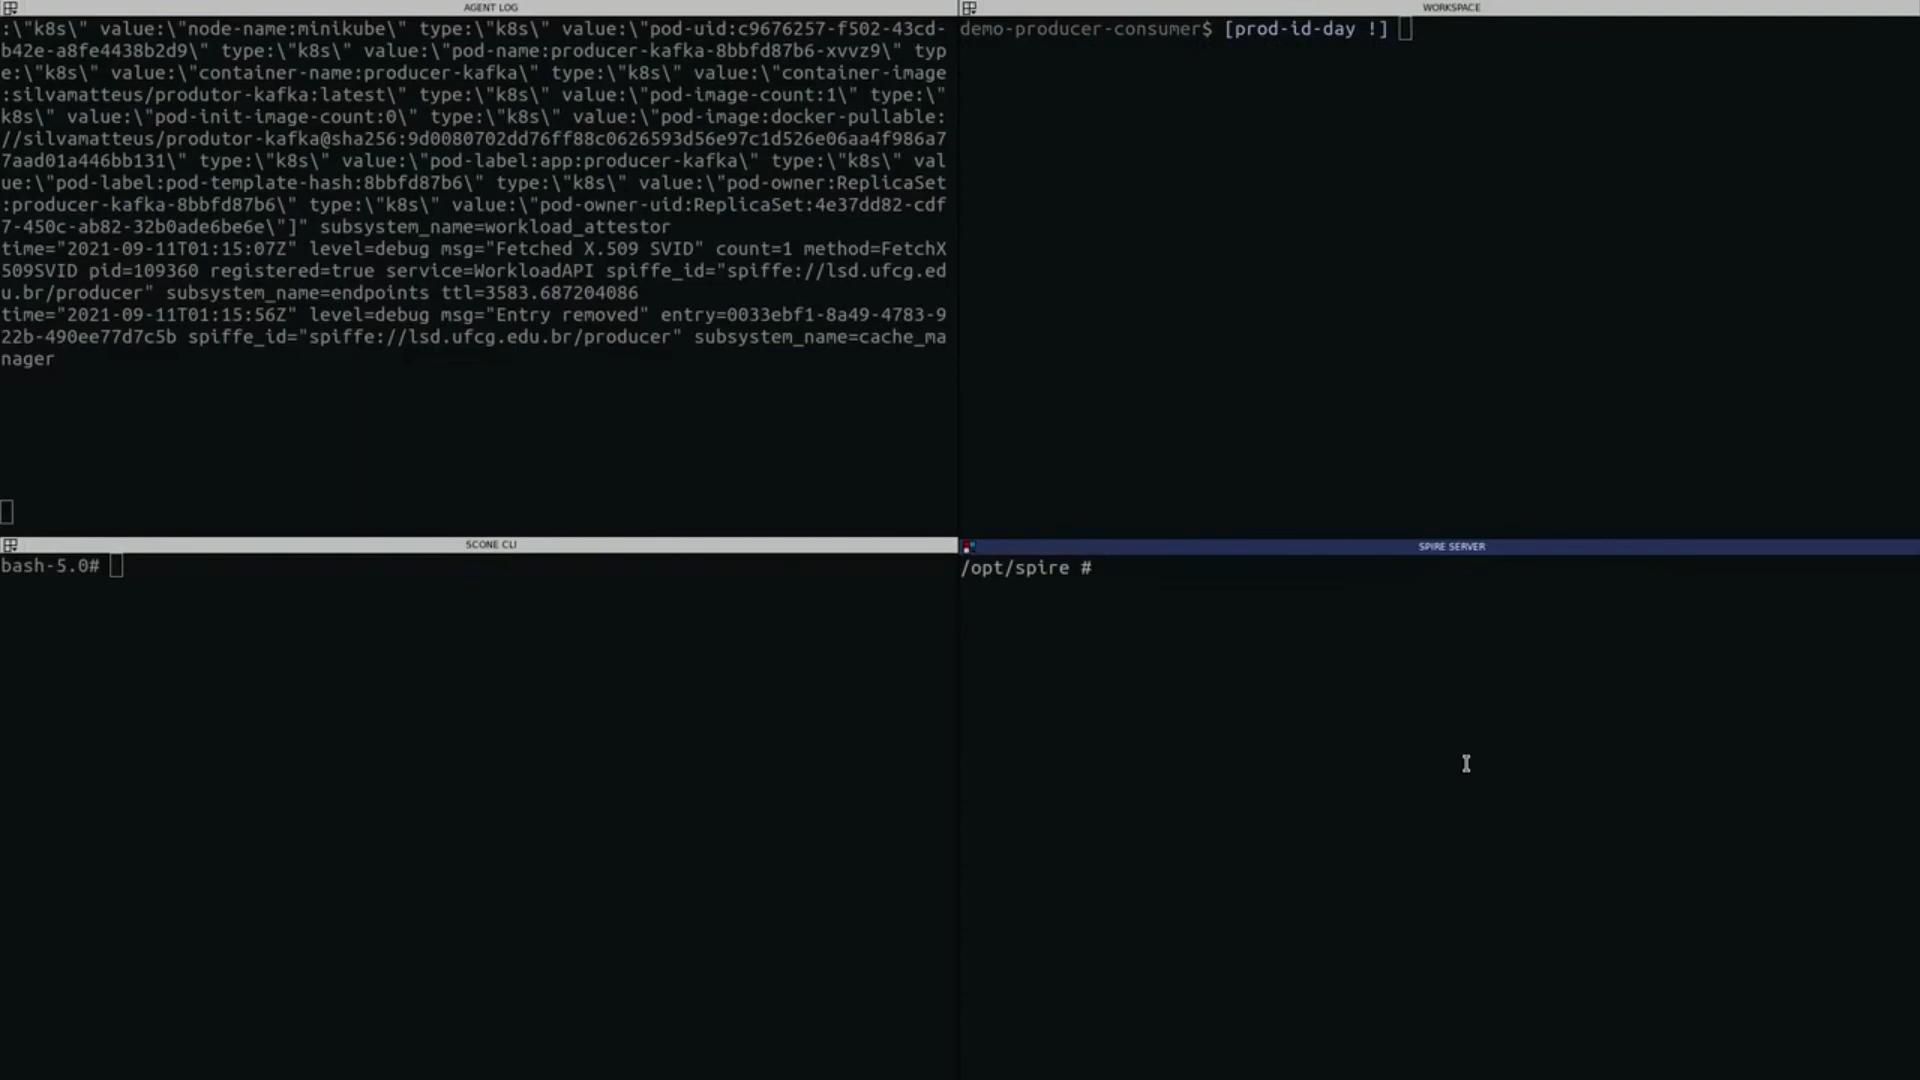 AGENT LOG
:\"k8s\" value:\"node-name:minikube\" type:\"k8s\" value:\"pod-uid:c9676257-f502-43cd-
b42e-a8fe4438b2d9\" type:\"k8s\" value:\"pod-name:producer-kafka-8bbfd87b6-xvvz9\" typ
e:\"k8s\" value:\"container-name:producer-kafka\" type:\"k8s\" value:\"container-image
:silvamatteus/produtor-kafka:latest\" type:\"k8s\" value:\"pod-image-count:1\" type:\"
k8s\" value:\"pod-init-image-count:0\" type:\"k8s\" value:\"pod-image:docker-pullable:
//silvamatteus/produtor-kafka@sha256:9d0080702dd76ff88c0626593d56e97c1d526e06aa4f986a7
7aad01a446bb131\" type:\"k8s\" value:\"pod-label:app:producer-kafka\" type:\"k8s\" val
ue:\"pod-label:pod-template-hash:8bbfd87b6\" type:\"k8s\" value:\"pod-owner:ReplicaSet
:producer-kafka-8bbfd87b6\" type:\"k8s\" value:\"pod-owner-uid:ReplicaSet:4e37dd82-cdf
7-450c-ab82-32b0ade6be6e\"]" subsystem_name=workload_attestor
time="2021-09-11T01:15:07Z" level=debug msg="Fetched X.509 SVID" count=1 method=FetchX
509SVID pid=109360 registered=true service=WorkloadAPI spiffe_id="spiffe://lsd.ufcg.ed
u.br/producer" subsystem_name=endpoints ttl=3583.687204086
time="2021-09-11T01:15:56Z" level=debug msg="Entry removed" entry=0033ebf1-8a49-4783-9
22b-490ee77d7c5b spiffe_id="spiffe://lsd.ufcg.edu.br/producer" subsystem_name=cache_ma
nager
WORKSPACE
demo-producer-consumer$ [prod-id-day !]
SCONE CLI
bash-5.0#
SPIRE SERVER
/opt/spire #